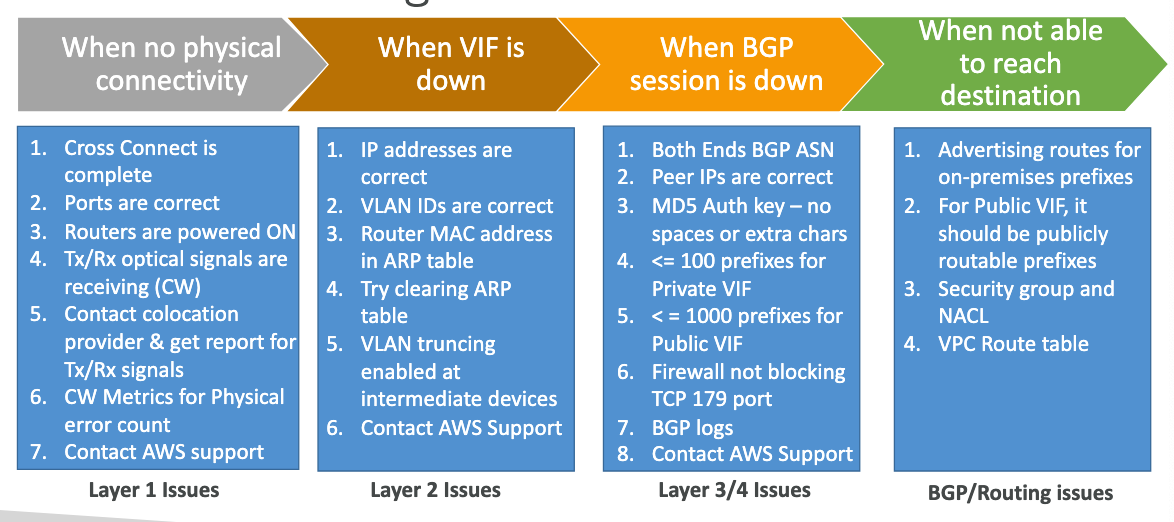 When no physical
connectivity
When VIF is
down
When BGP
session is down
When not able
to reach
destination
1. Cross Connect is
complete
2. Ports are correct
3. Routers are powered ON
4. Tx/Rx optical signals are
receiving (CW)
5. Contact colocation
provider & get report for
Tx/Rx signals
6. CW Metrics for Physical
error count
7. Contact AWS support
Layer 1 Issues
1. IP addresses are
correct
2. VLAN IDs are correct
3. Router MAC address
in ARP table
4. Try clearing ARP
table
5. VLAN truncing
enabled at
intermediate devices
6. Contact AWS Support
Layer 2 Issues
1. Both Ends BGP ASN
2. Peer IPs are correct
3. MD5 Auth key – no
spaces or extra chars
4. <= 100 prefixes for
Private VIF
5. < = 1000 prefixes for
Public VIF
6. Firewall not blocking
TCP 179 port
7. BGP logs
8. Contact AWS Support
Layer 3/4 Issues
1. Advertising routes for
on-premises prefixes
2. For Public VIF, it
should be publicly
routable prefixes
3. Security group and
NACL
4. VPC Route table
BGP/Routing issues